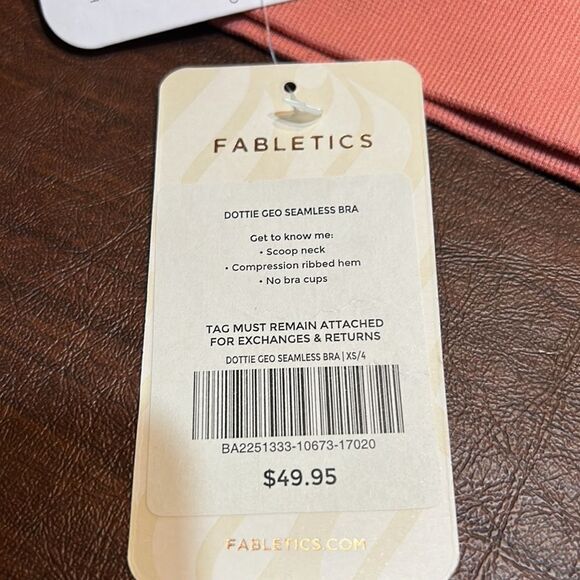 FABLETICS
DOTTIE GEO SEAMLESS BRA
Get to know me:
• Scoop neck
• Compression ribbed hem
• No bra cups
TAG MUST REMAIN ATTACHED
FOR EXCHANGES & RETURNS
DOTTIE GEO SEAMLESS BRA | XS/4
BA2251333-10673-17020
$49.95
FABLETICS.COM